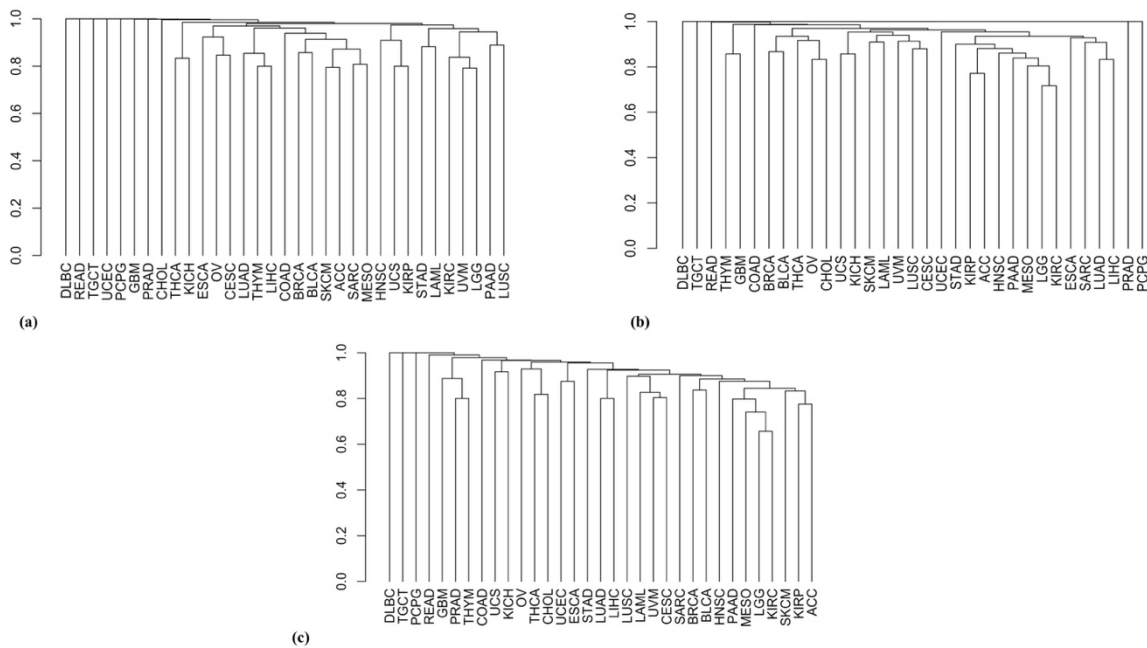 1.0
0.8
0.6
0.4
0.2
0.0
DLBC
READ
TGCT
UCEC
PCPG
GBM
PRAD
CHOL
THCA
KICH
ESCA
OV
CESC
LUAD
THYM
LIHC
COAD
BRCA
BLCA
SKCM
ACC
SARC
MESO
HNSC
UCS
KIRP
STAD
LAML
KIRC
UVM
LGG
PAAD
LUSC
(a)
1.0
0.8
0.6
0.4
0.2
0.0
DLBC
TGCT
READ
THYM
GBM
COAD
BRCA
BLCA
THCA
OV
CHOL
UCS
KICH
SKCM
LAML
UVM
LUSC
CESC
UCEC
STAD
KIRP
ACC
HNSC
PAAD
MESO
LGG
KIRC
ESCA
SARC
LUAD
LIHC
PRAD
PCPG
(b)
1.0
0.8
0.6
0.4
0.2
0.0
DLBC
TGCT
PCPG
READ
GBM
PRAD
THYM
COAD
UCS
KICH
OV
THCA
CHOL
UCEC
ESCA
STAD
LUAD
LIHC
LUSC
LAML
UVM
CESC
SARC
BRCA
BLCA
HNSC
PAAD
MESO
LGG
KIRC
SKCM
KIRP
ACC
(c)